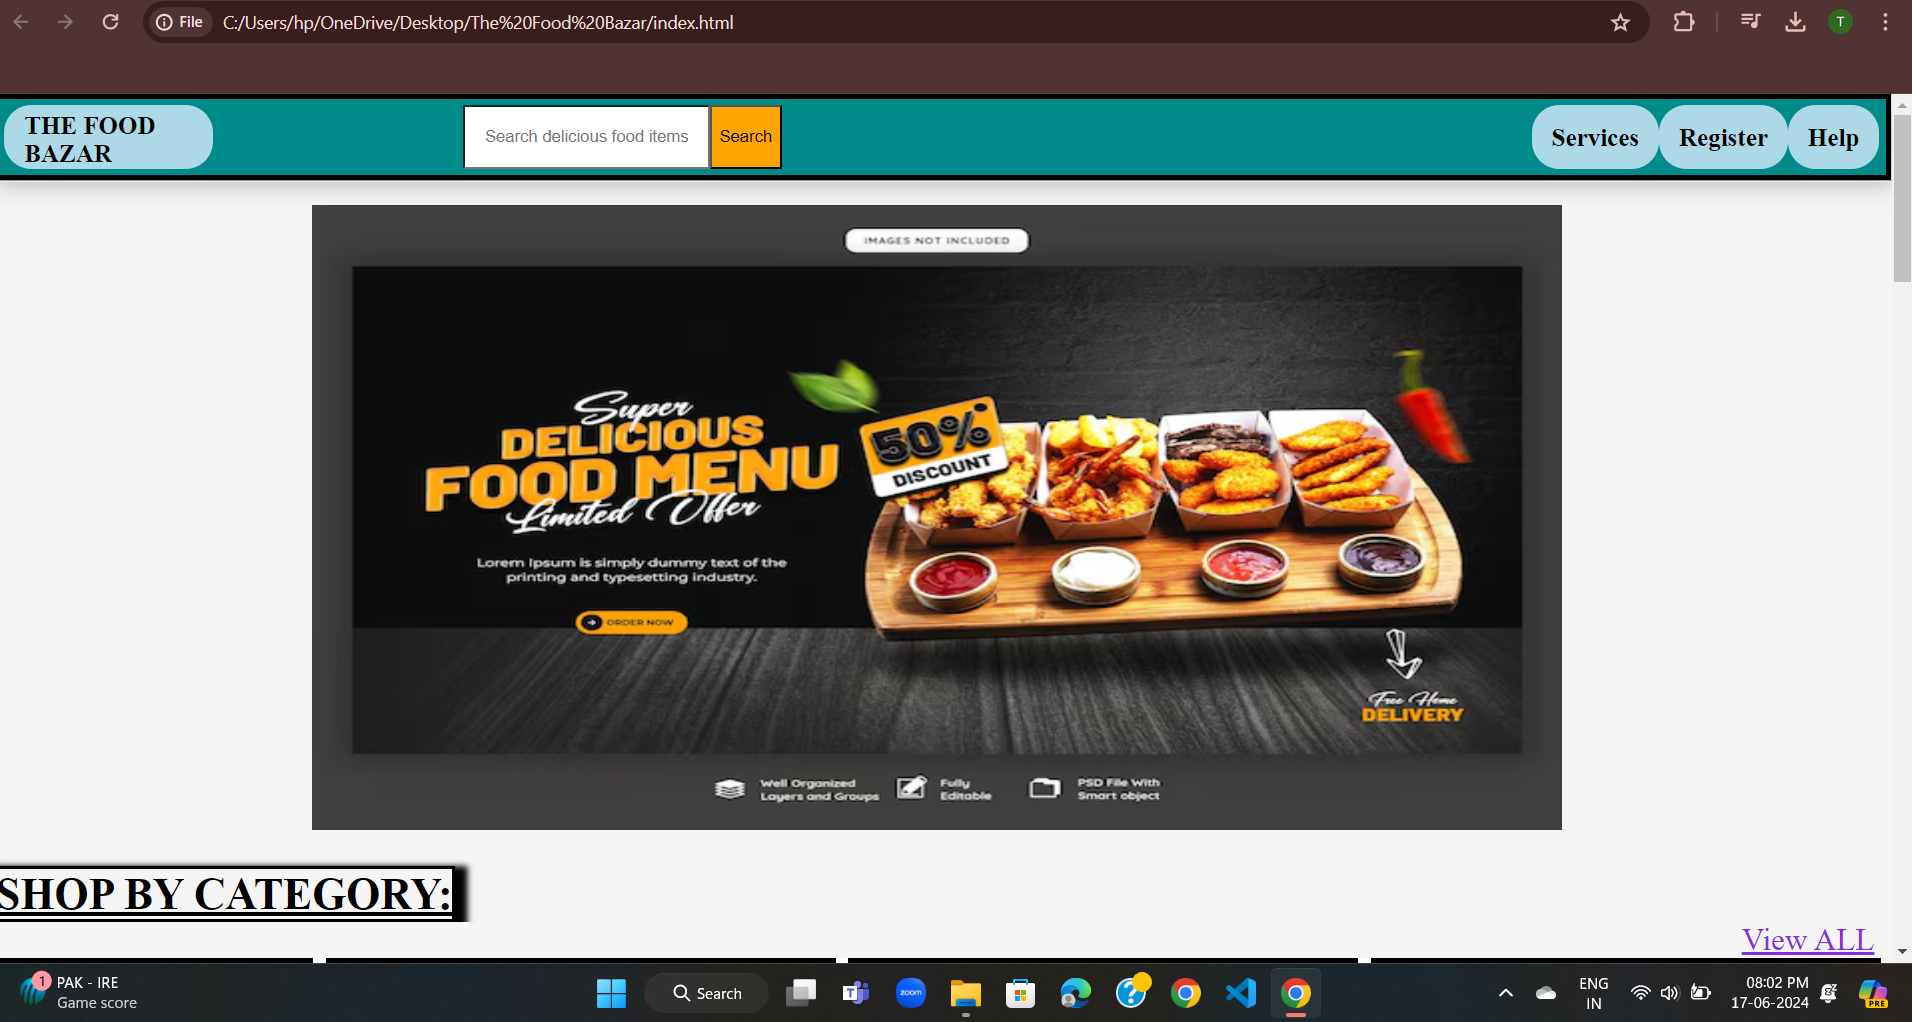 File
C:/Users/hp/OneDrive/Desktop/The%20Food%20Bazar/index.html
T
THE FOOD
BAZAR
Search delicious food items
Search
Services
Register
Help
IMAGES NOT INCLUDED
Super
DELICIOUS
FOOD MENU
Limited Offer
50%
DISCOUNT
Lorem Ipsum is simply dummy text of the
printing and typesetting industry.
ORDER NOW
Free Home
DELIVERY
Well Organized
Layers and Groups
Fully
Editable
PSD File With
Smart object
SHOP BY CATEGORY:
View ALL
1
PAK - IRE
Game score
Search
T
zoom
ENG
IN
08:02 PM
17-06-2024
PRE